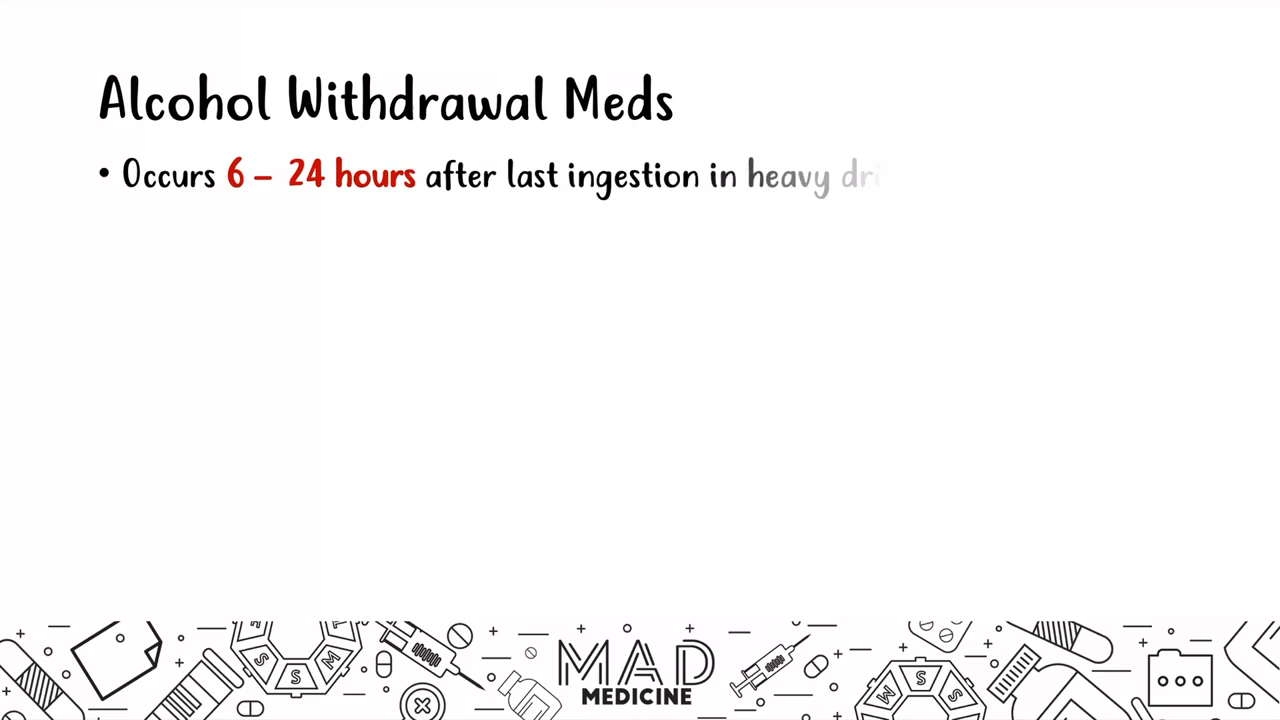 Alcohol Withdrawal Meds
• Occurs 6 – 24 hours after last ingestion in heavy
MAD
MEDICINE